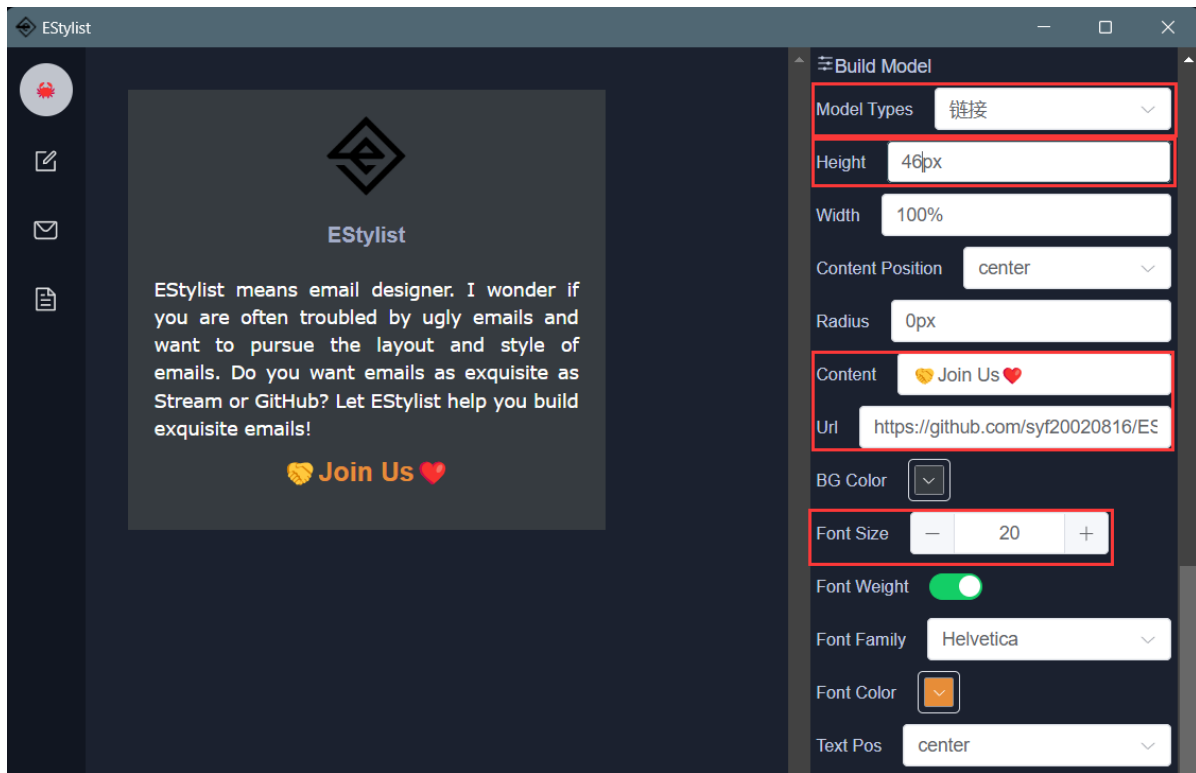 EStylist
EStylist
EStylist means email designer. I wonder if
you are often troubled by ugly emails and
want to pursue the layout and style of
emails. Do you want emails as exquisite as
Stream or GitHub? Let EStylist help you build
exquisite emails!
🤝Join Us❤️
Build Model
Model Types 链接
Height 46px
Width 100%
Content Position center
Radius 0px
Content 🤝Join Us❤️
Url https://github.com/syf20020816/ES
BG Color
Font Size 20
Font Weight
Font Family Helvetica
Font Color
Text Pos center